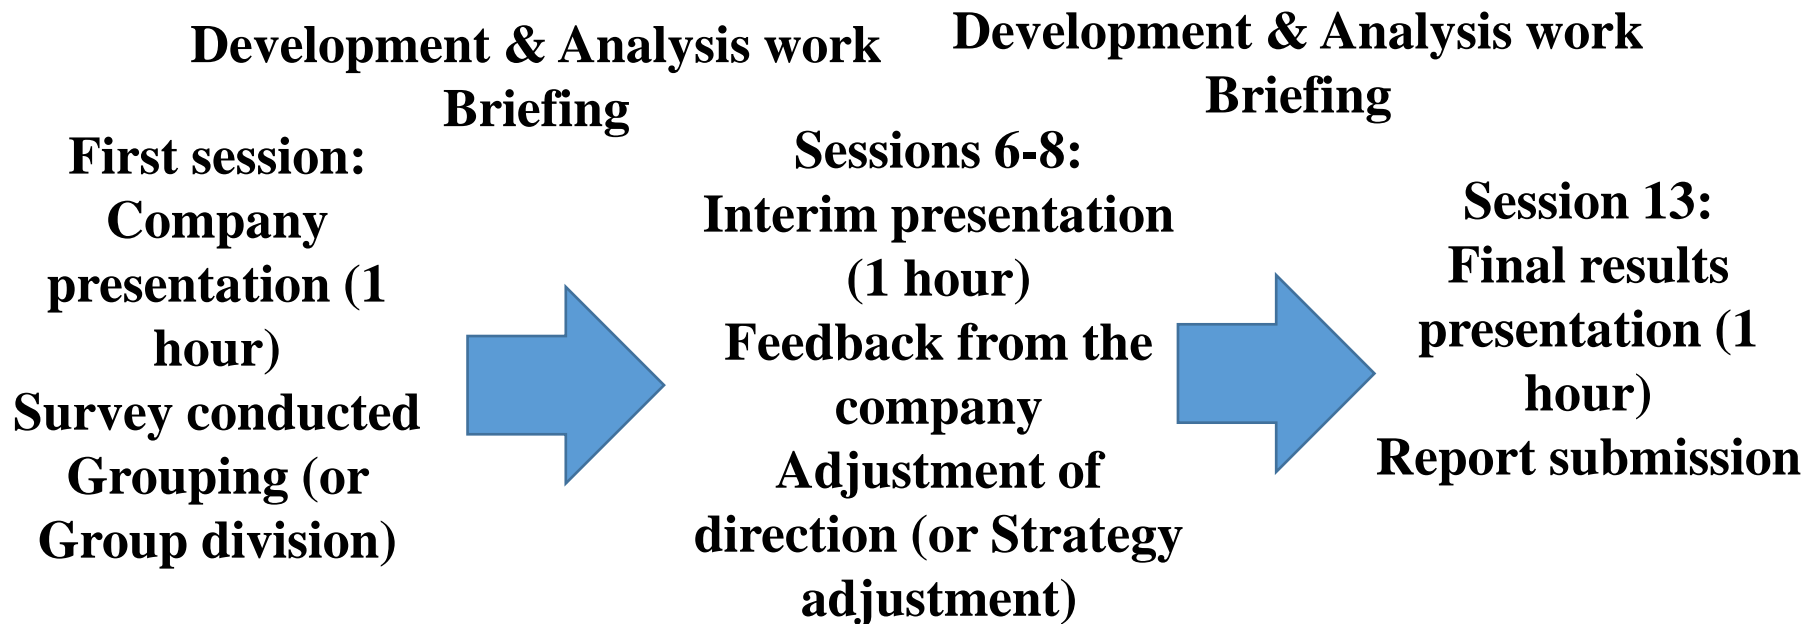 Development & Analysis work
Briefing
Development & Analysis work
Briefing
First session:
Company
presentation (1
hour)
Survey conducted
Grouping (or
Group division)
Sessions 6-8:
Interim presentation
(1 hour)
Feedback from the
company
Adjustment of
direction (or Strategy
adjustment)
Session 13:
Final results
presentation (1
hour)
Report submission